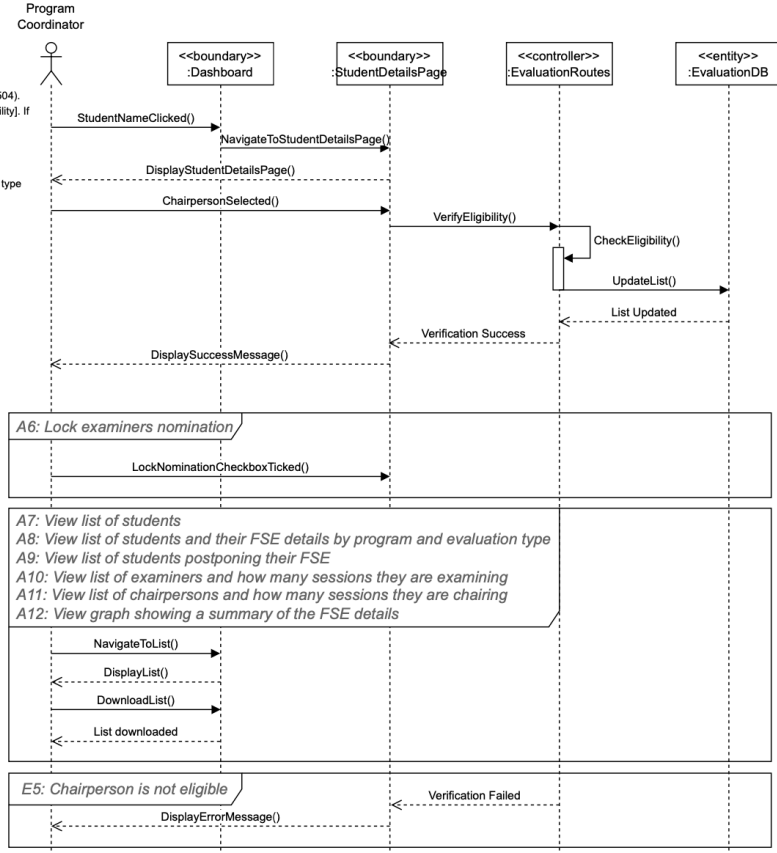 Program
Coordinator
<<boundary>>
:Dashboard
<<boundary>>
:StudentDetailsPage
<<controller>>
:EvaluationRoutes
<<entity>>
:EvaluationDB
604).
ility]. If
StudentNameClicked()
NavigateToStudentDetailsPage()
DisplayStudentDetailsPage()
type
ChairpersonSelected()
VerifyEligibility()
CheckEligibility()
UpdateList()
List Updated
Verification Success
DisplaySuccessMessage()
A6: Lock examiners nomination
LockNominationCheckboxTicked()
A7: View list of students
A8: View list of students and their FSE details by program and evaluation type
A9: View list of students postponing their FSE
A10: View list of examiners and how many sessions they are examining
A11: View list of chairpersons and how many sessions they are chairing
A12: View graph showing a summary of the FSE details
NavigateToList()
DisplayList()
DownloadList()
List downloaded
E5: Chairperson is not eligible
Verification Failed
DisplayErrorMessage()